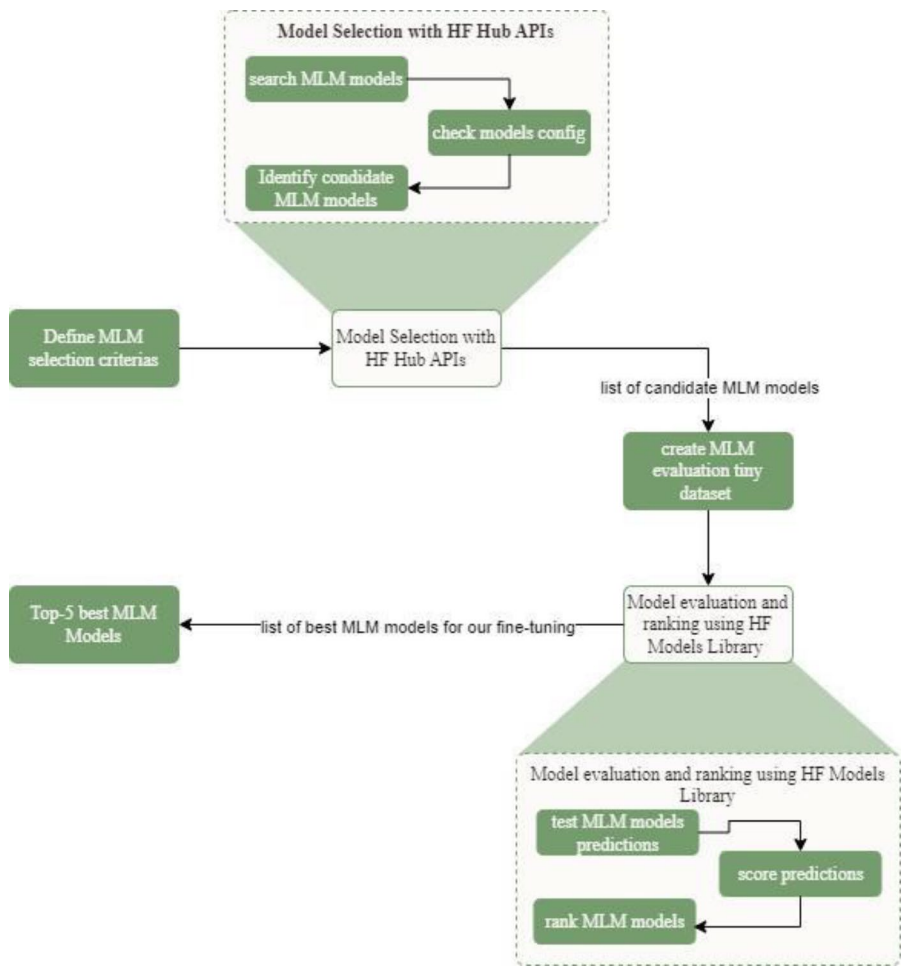 Model Selection with HF Hub APIs
search MLM models
check models config
Identify condidate
MLM models
Define MLM
selection criterias
Model Selection with
HF Hub APIs
list of candidate MLM models
create MLM
evaluation tiny
dataset
Model evaluation and
ranking using HF
Models Library
list of best MLM models for our fine-tuning
Top-5 best MLM
Models
Model evaluation and ranking using HF Models
Library
test MLM models
predictions
score predictions
rank MLM models